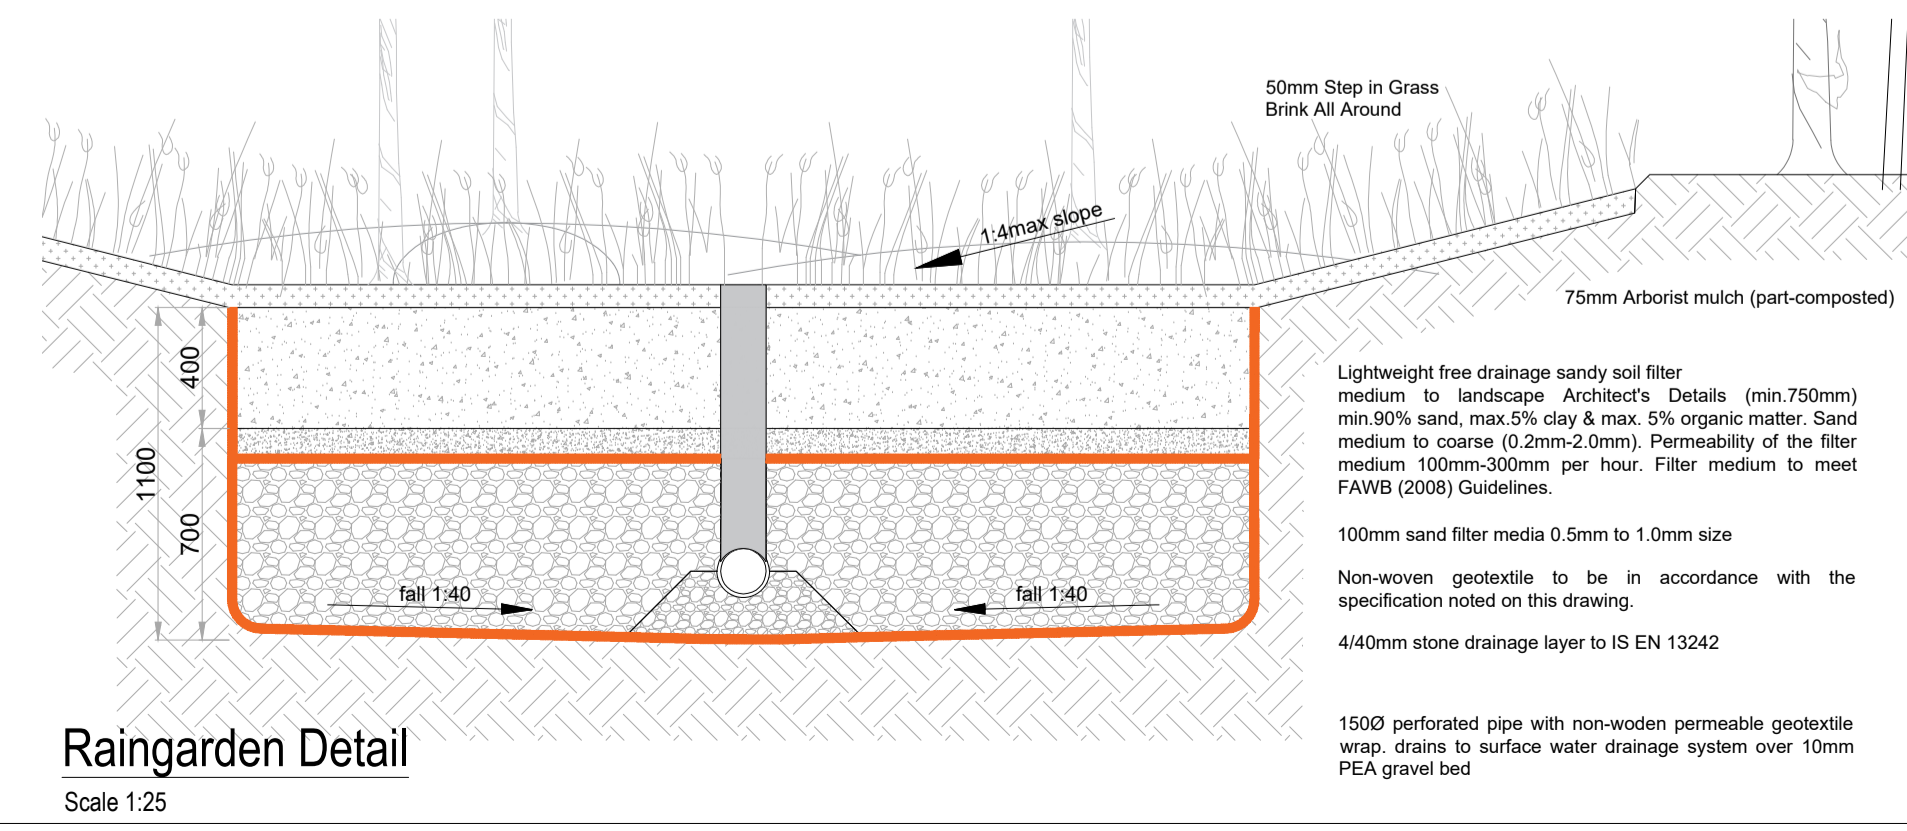 50mm Step in Grass
Brink All Around
1:4max slope
75mm Arborist mulch (part-composted)
400
1100
700
Lightweight free drainage sandy soil filter
medium to landscape Architect's Details (min.750mm)
min.90% sand, max.5% clay & max. 5% organic matter. Sand
medium to coarse (0.2mm-2.0mm). Permeability of the filter
medium 100mm-300mm per hour. Filter medium to meet
FAWB (2008) Guidelines.
100mm sand filter media 0.5mm to 1.0mm size
Non-woven geotextile to be in accordance with the
specification noted on this drawing.
fall 1:40
fall 1:40
4/40mm stone drainage layer to IS EN 13242
150Ø perforated pipe with non-woden permeable geotextile
wrap. drains to surface water drainage system over 10mm
PEA gravel bed
Raingarden Detail
Scale 1:25